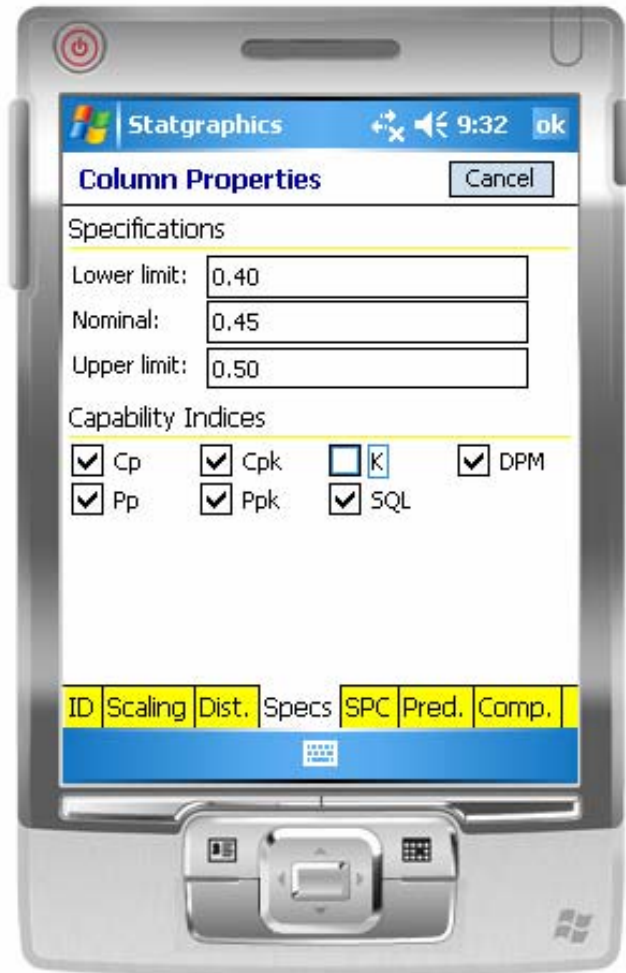 Statgraphics 9:32 ok
Column Properties Cancel
Specifications
Lower limit: 0.40
Nominal: 0.45
Upper limit: 0.50
Capability Indices
Cp Cpk K DPM
Pp Ppk SQL
ID Scaling Dist. Specs SPC Pred. Comp.